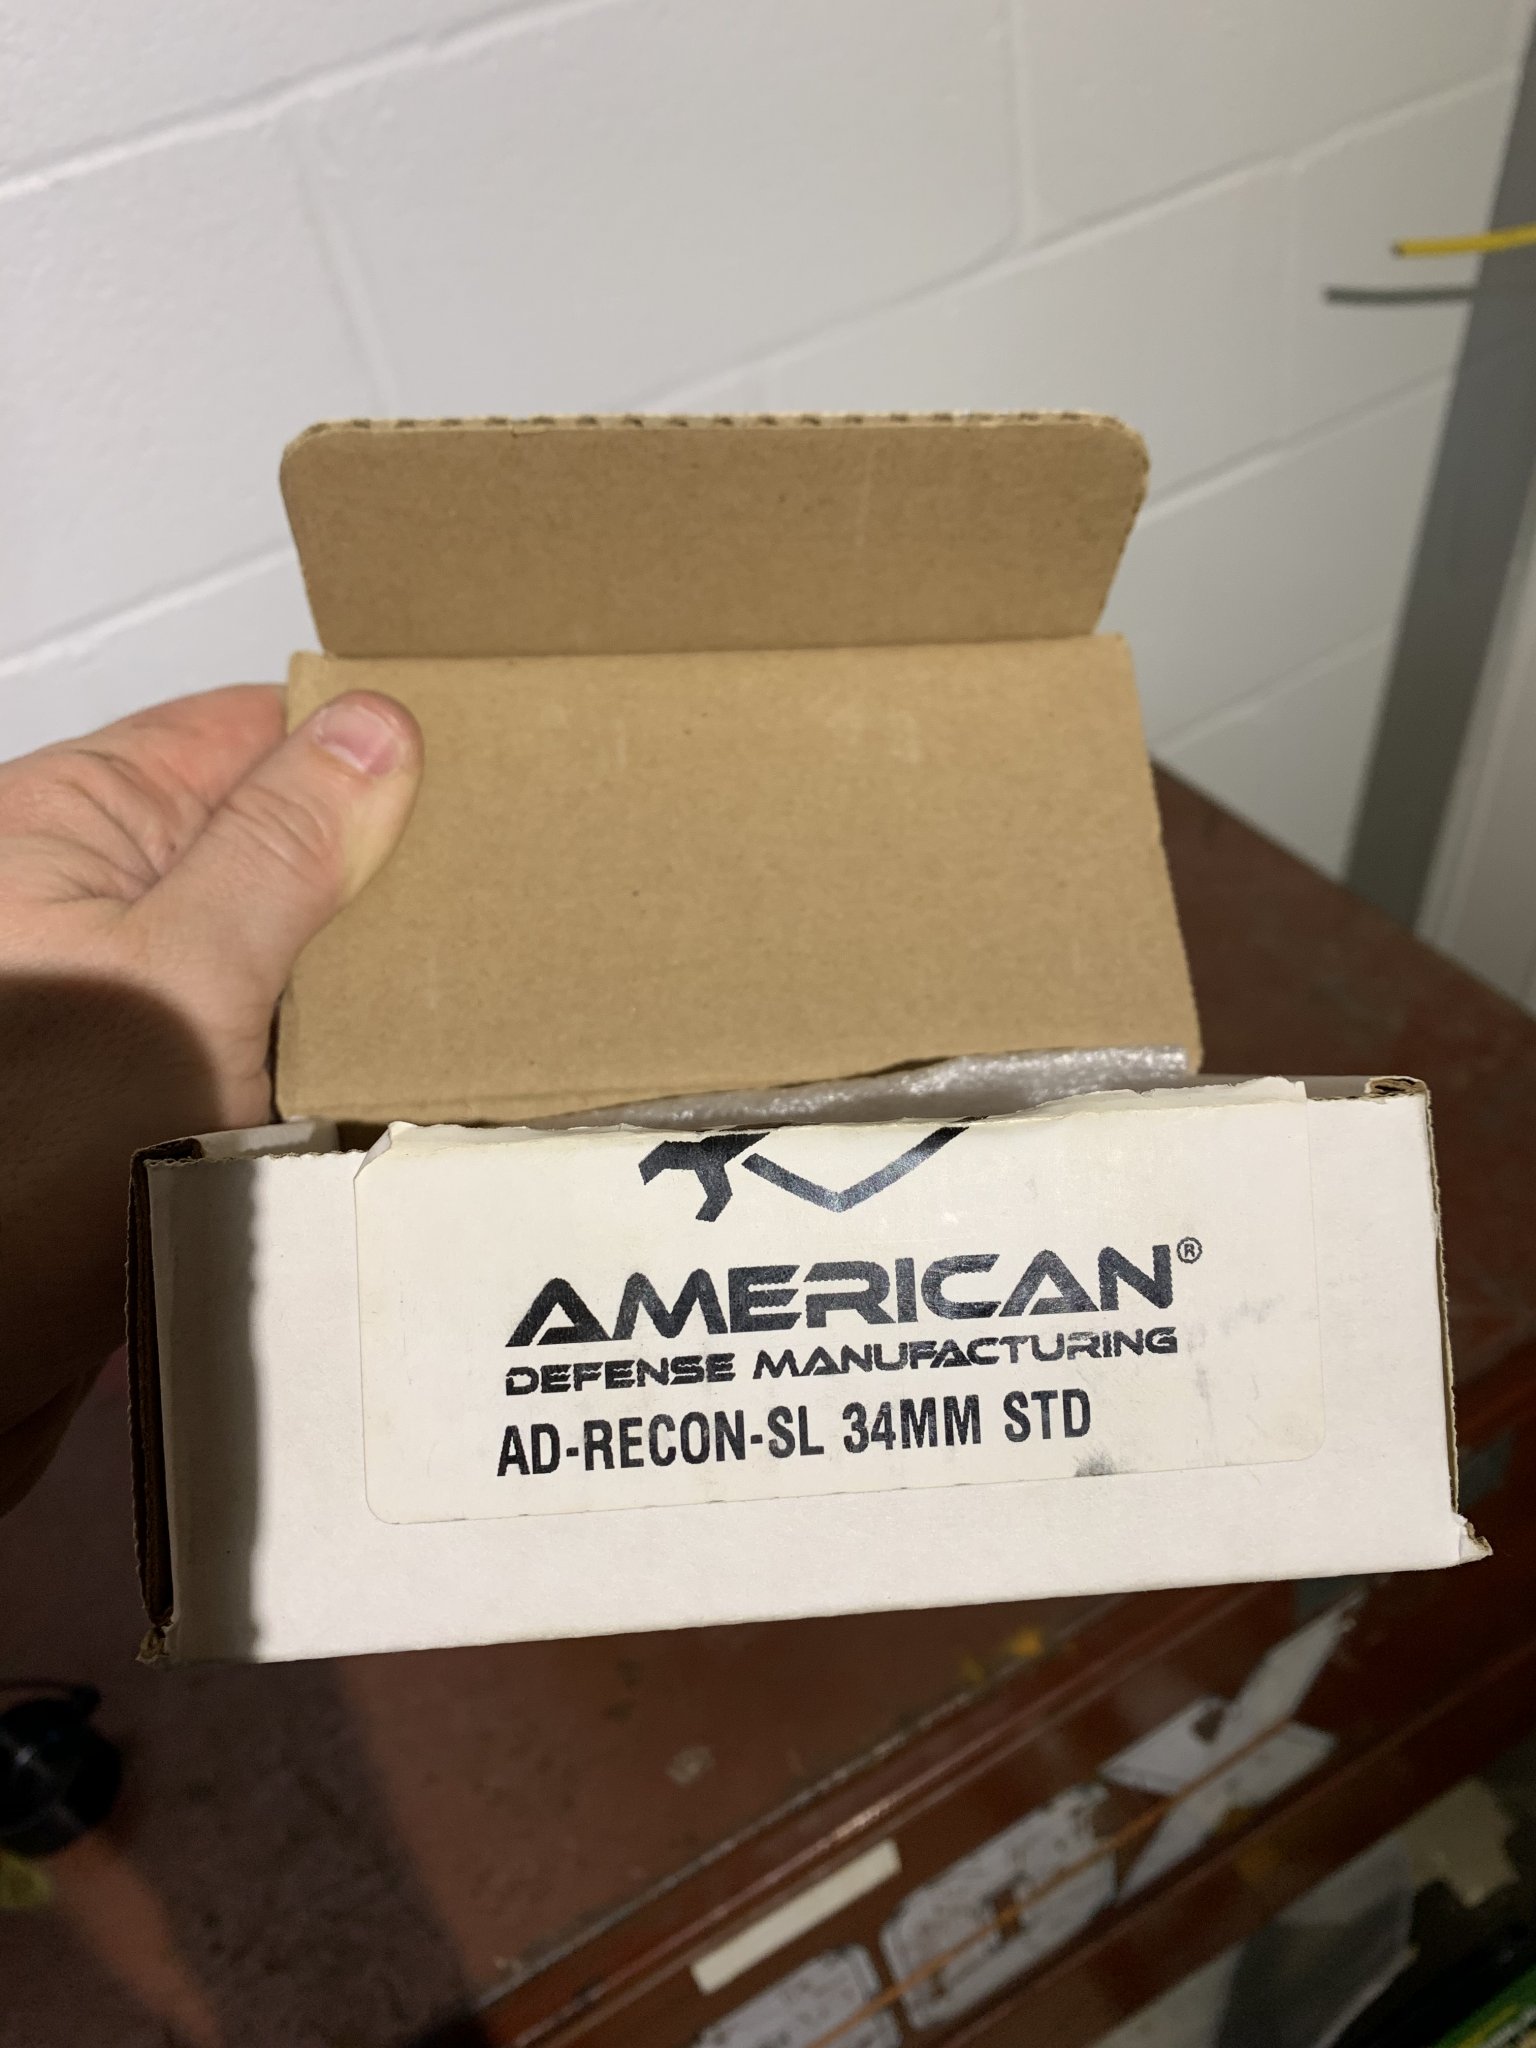 AMERICAN®
DEFENSE MANUFACTURING
AD-RECON-SL 34MM STD